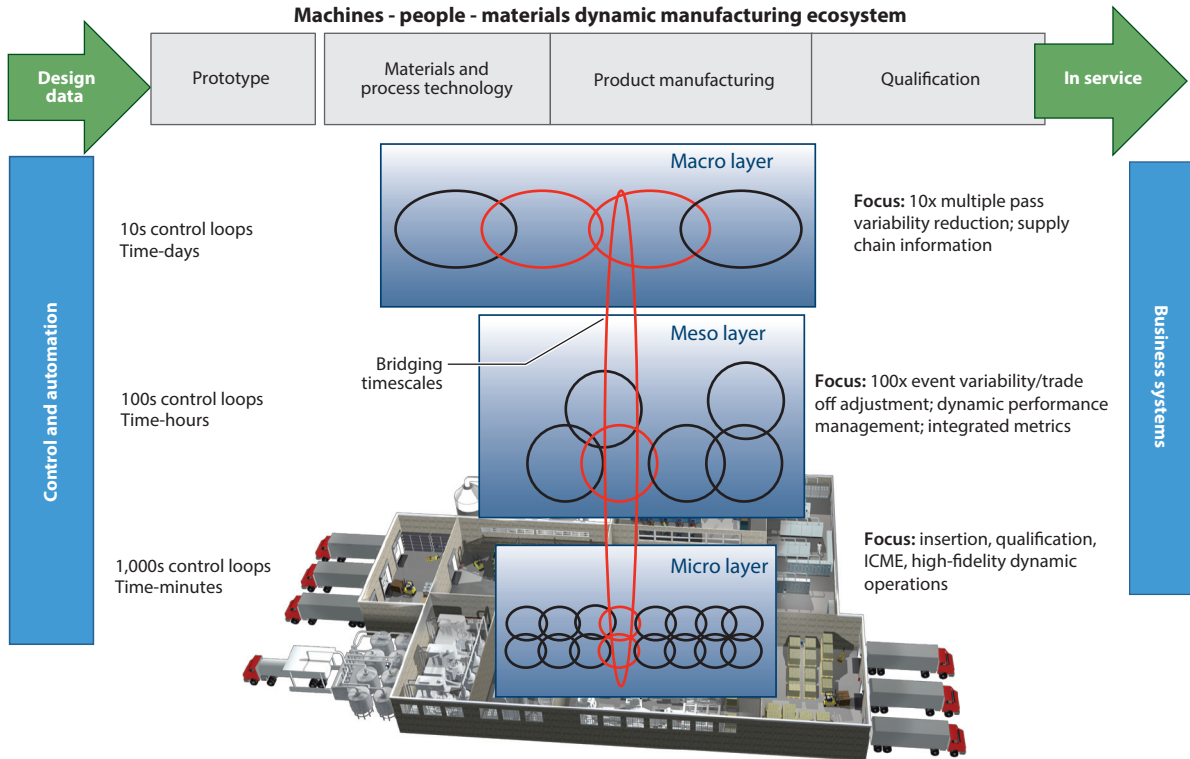 Machines - people - materials dynamic manufacturing ecosystem
Design
data
Prototype
Materials and
process technology
Product manufacturing
Qualification
In service
Control and automation
Business systems
Macro layer
10s control loops
Time-days
Focus: 10x multiple pass
variability reduction; supply
chain information
Bridging
timescales
Meso layer
100s control loops
Time-hours
Focus: 100x event variability/trade
off adjustment; dynamic performance
management; integrated metrics
Micro layer
1,000s control loops
Time-minutes
Focus: insertion, qualification,
ICME, high-fidelity dynamic
operations